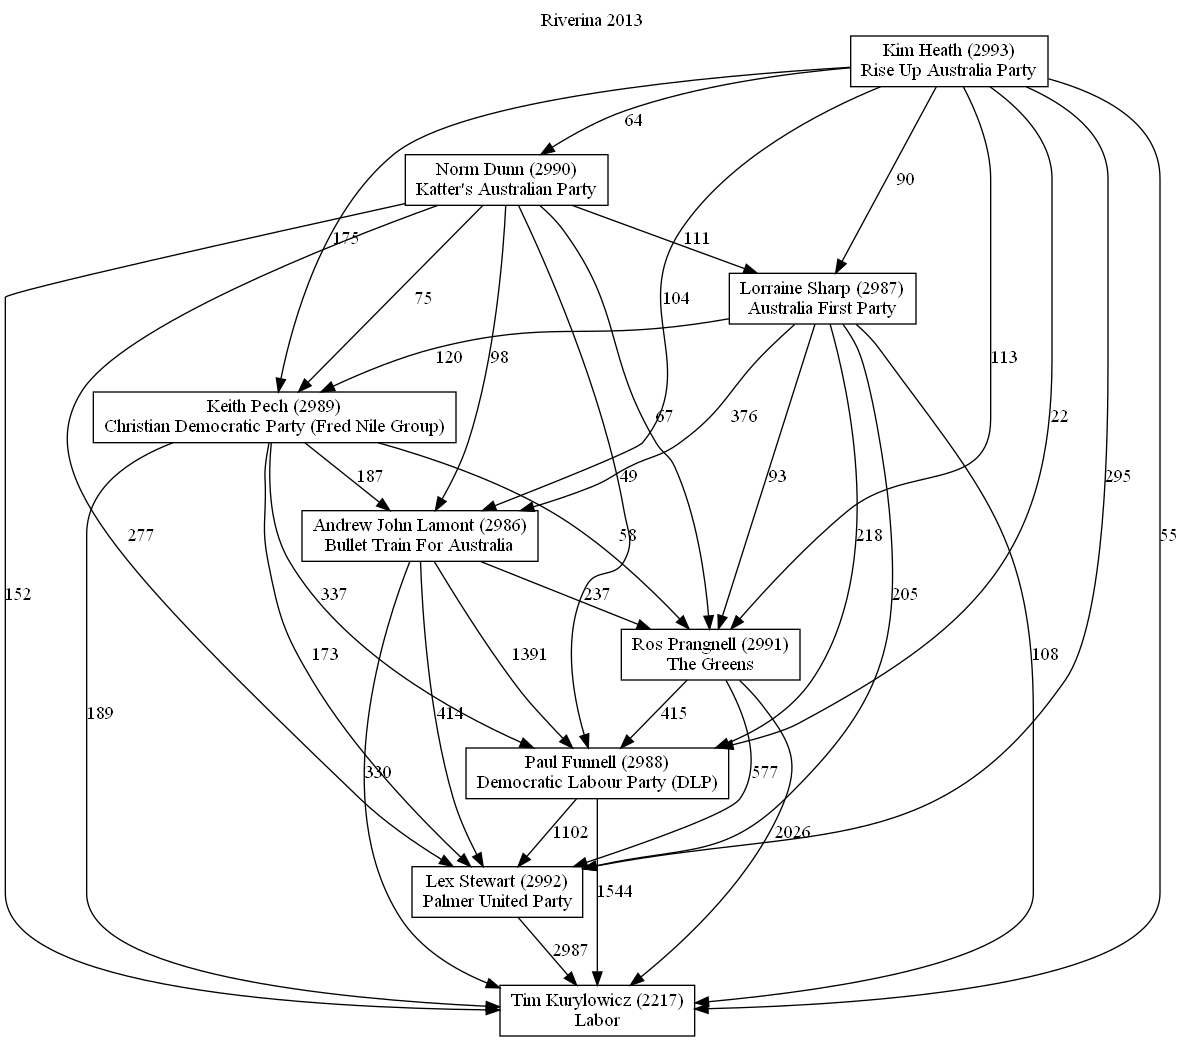 Riverina 2013
Kim Heath (2993)
Rise Up Australia Party
64
Norm Dunn (2990)
Katter's Australian Party
90
175
111
75
104
Lorraine Sharp (2987)
Australia First Party
120
98
113
Keith Pech (2989)
Christian Democratic Party (Fred Nile Group)
67
376
22
187
49
93
295
Andrew John Lamont (2986)
Bullet Train For Australia
277
58
218
55
152
337
237
205
Ros Prangnell (2991)
The Greens
173
1391
108
189
414
415
Paul Funnell (2988)
Democratic Labour Party (DLP)
330
577
1102
2026
Lex Stewart (2992)
Palmer United Party
1544
2987
Tim Kurylowicz (2217)
Labor